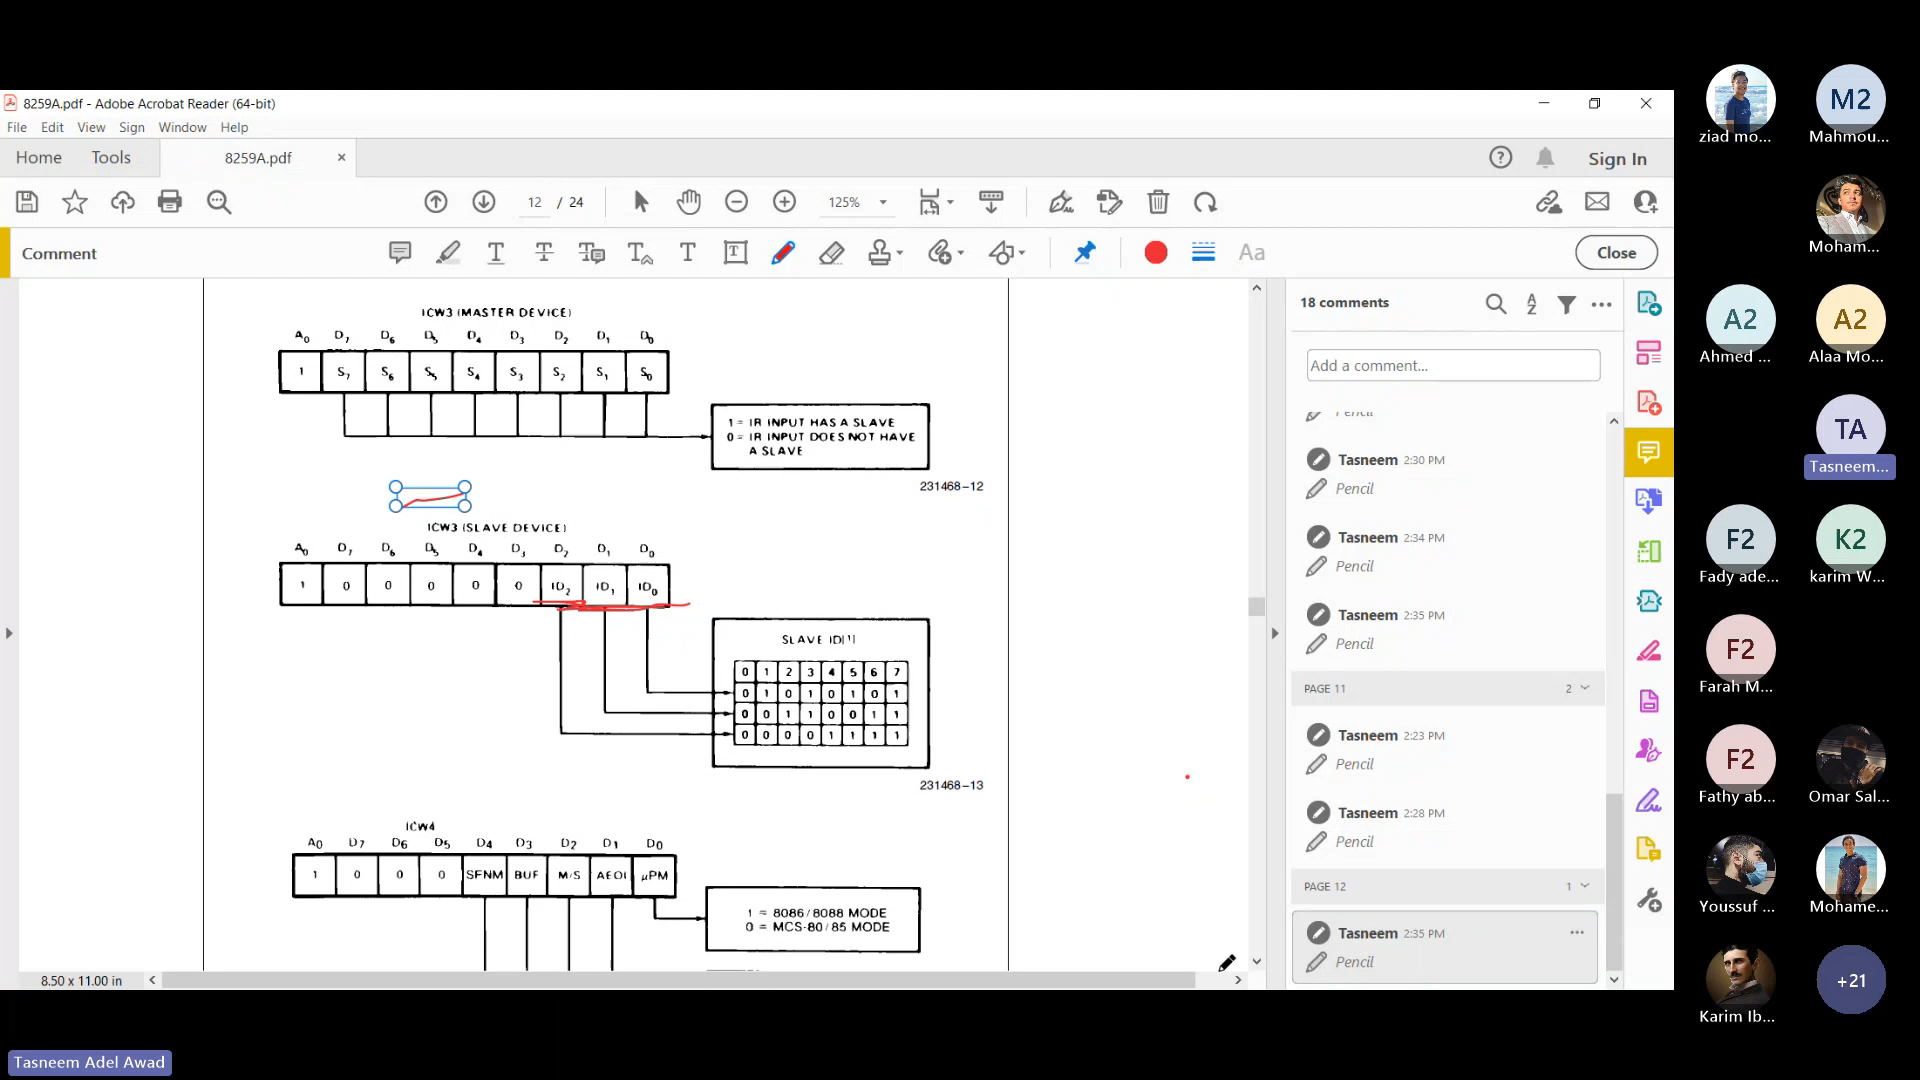 8259A.pdf - Adobe Acrobat Reader (64-bit)
File Edit View Sign Window Help
Home Tools 8259A.pdf × Sign In
12 / 24 125%
Comment Close
ICW3 (MASTER DEVICE)
A0 D7 D6 D5 D4 D3 D2 D1 D0
1 S7 S6 S5 S4 S3 S2 S1 S0
1 = IR INPUT HAS A SLAVE
0 = IR INPUT DOES NOT HAVE
A SLAVE
231468-12
ICW3 (SLAVE DEVICE)
A0 D7 D6 D5 D4 D3 D2 D1 D0
1 0 0 0 0 0 ID2 ID1 ID0
SLAVE ID(1)
0 1 2 3 4 5 6 7
0 1 0 1 0 1 0 1
0 0 1 1 0 0 1 1
0 0 0 0 1 1 1 1
231468-13
ICW4
A0 D7 D6 D5 D4 D3 D2 D1 D0
1 0 0 0 SFNM BUF M/S AEOI µPM
1 = 8086/8088 MODE
0 = MCS-80/85 MODE
8.50 x 11.00 in
18 comments
Add a comment...
Pencil
Tasneem 2:30 PM
Pencil
Tasneem 2:34 PM
Pencil
Tasneem 2:35 PM
Pencil
PAGE 11 2
Tasneem 2:23 PM
Pencil
Tasneem 2:28 PM
Pencil
PAGE 12 1
Tasneem 2:35 PM
Pencil
ziad mo...
M2
Mahmou...
Moham...
A2
Ahmed ...
A2
Alaa Mo...
TA
Tasneem...
F2
Fady ade...
K2
karim W...
F2
Farah M...
F2
Fathy ab...
Omar Sal...
Youssuf ...
Mohame...
Karim Ib...
+21
Tasneem Adel Awad